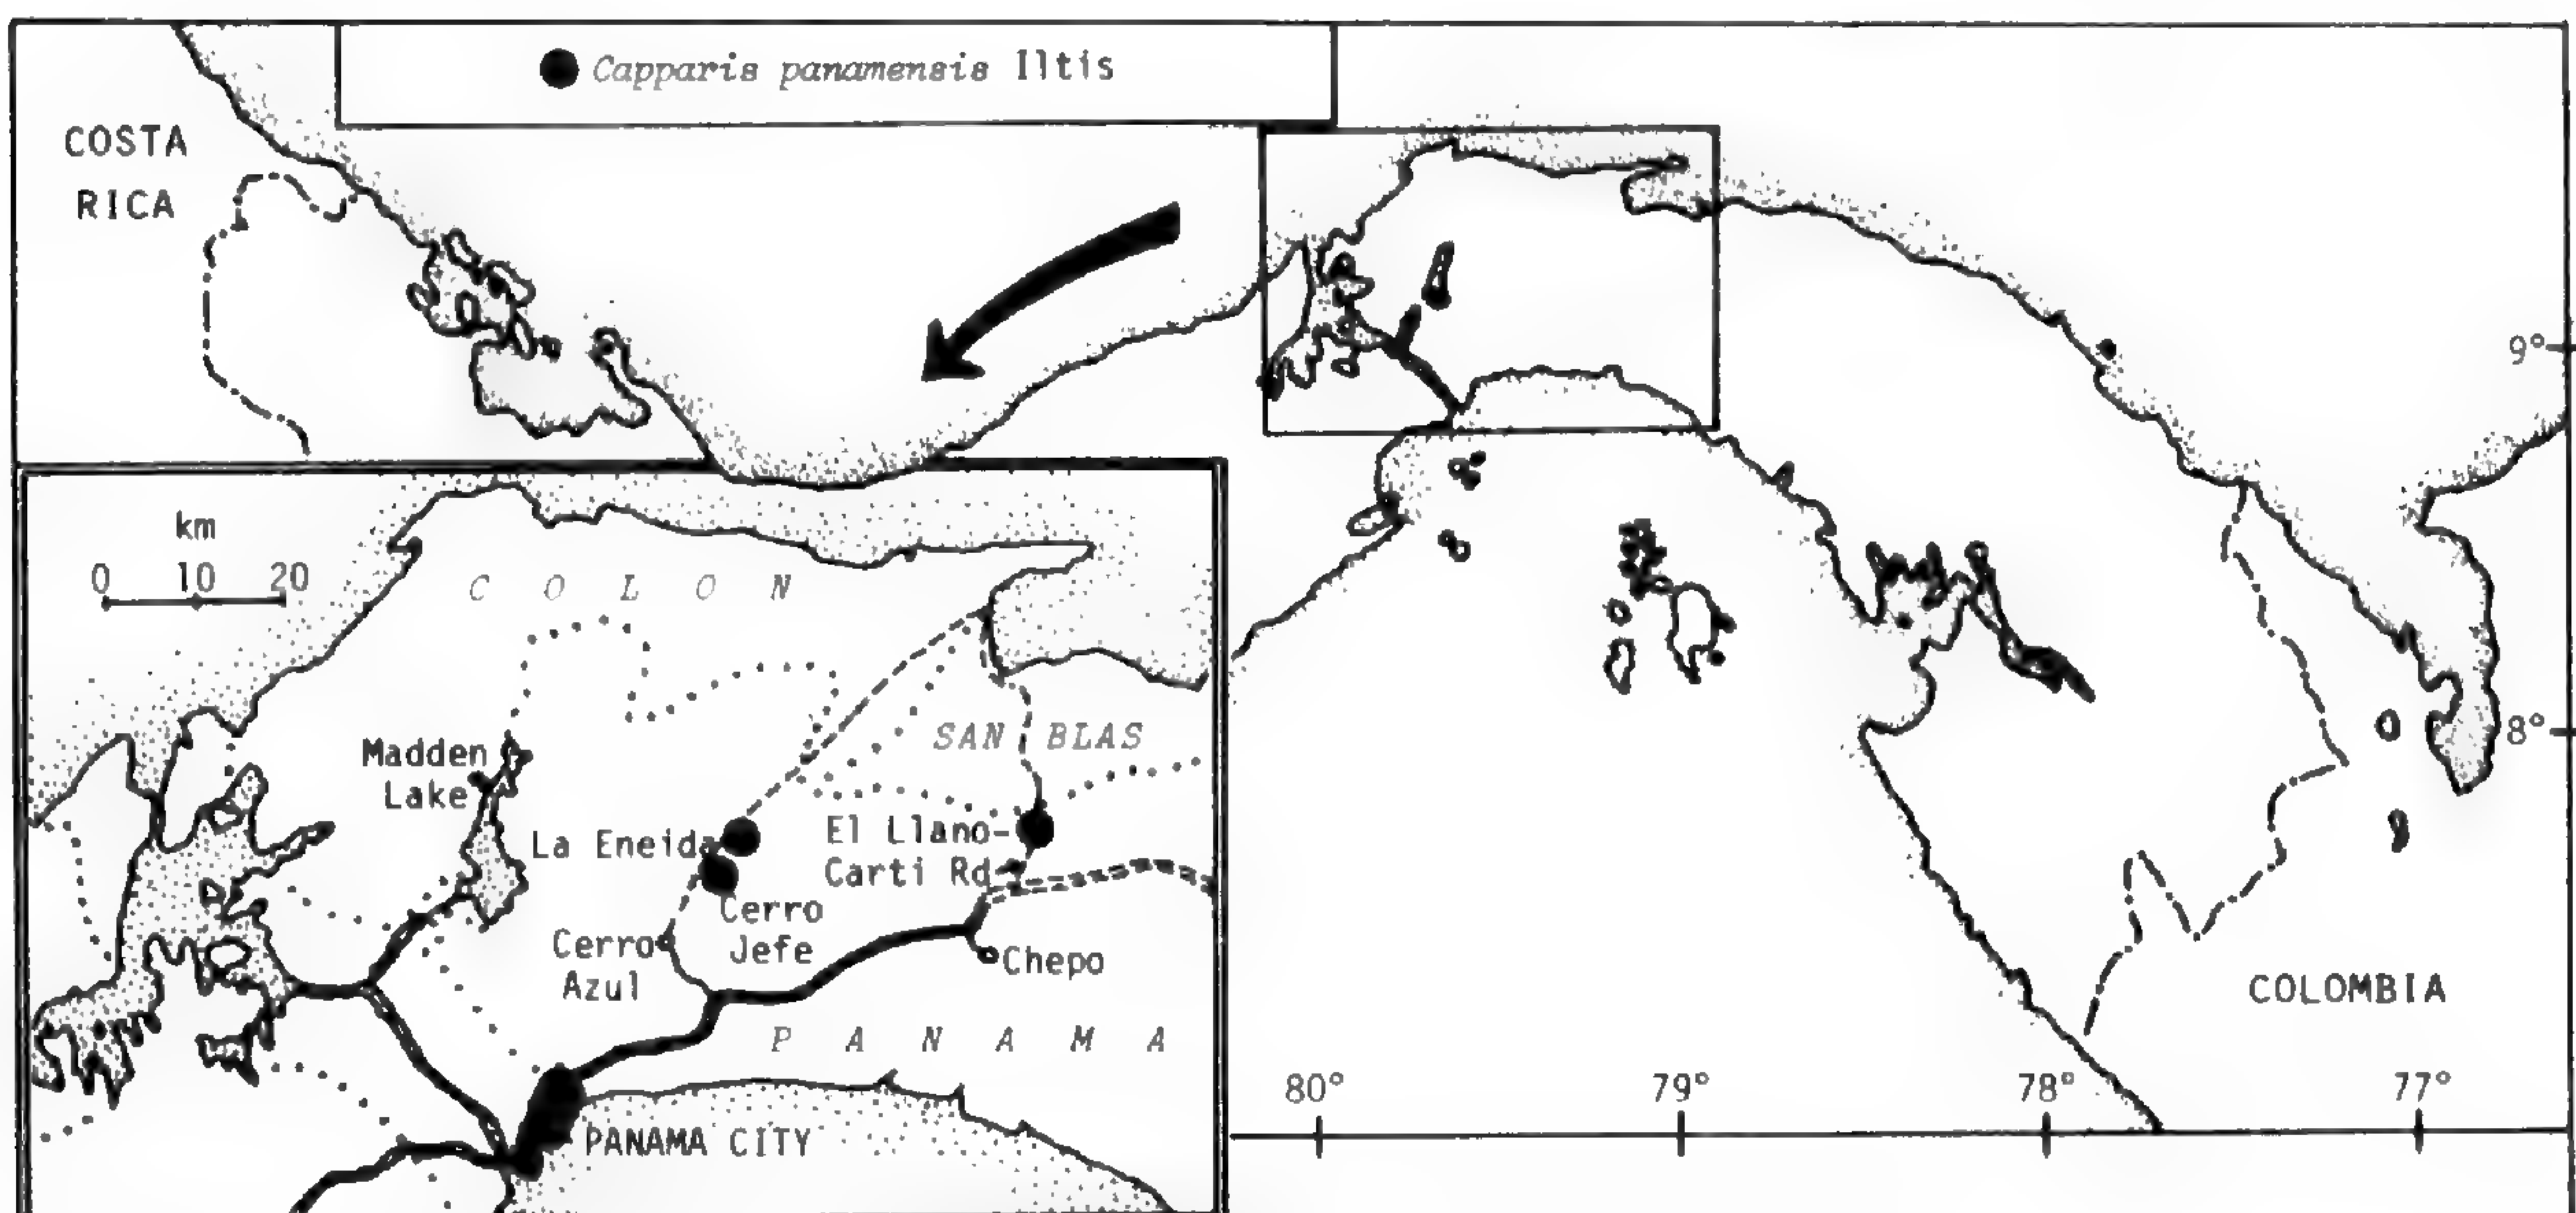 Capparis panamensis Iltis
COSTA
RICA
9°
8°
COLOMBIA
80° 79° 78° 77°
km
0 10 20
C O L O N
Madden
Lake
SAN BLAS
La Eneida
El Llano-
Carti Rd
Cerro
Jefe
Cerro
Azul
Chepo
P A N A M A
PANAMA CITY